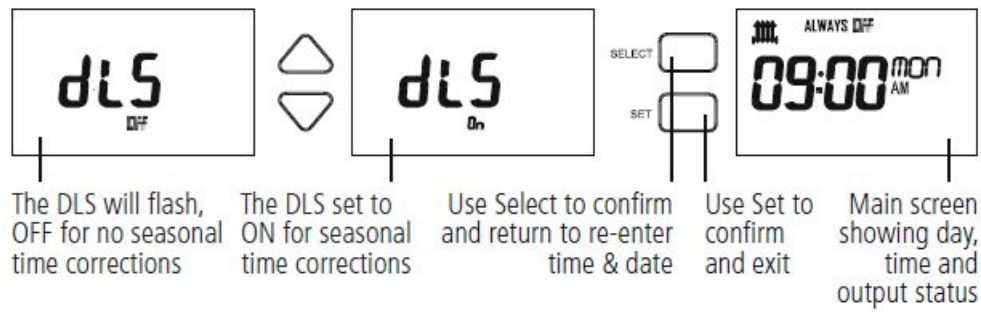 dLS
OFF
dLS
On
SELECT
SET
ALWAYS OFF
09:00 MON
AM
The DLS will flash,
OFF for no seasonal
time corrections
The DLS set to
ON for seasonal
time corrections
Use Select to confirm
and return to re-enter
time & date
Use Set to
confirm
and exit
Main screen
showing day,
time and
output status